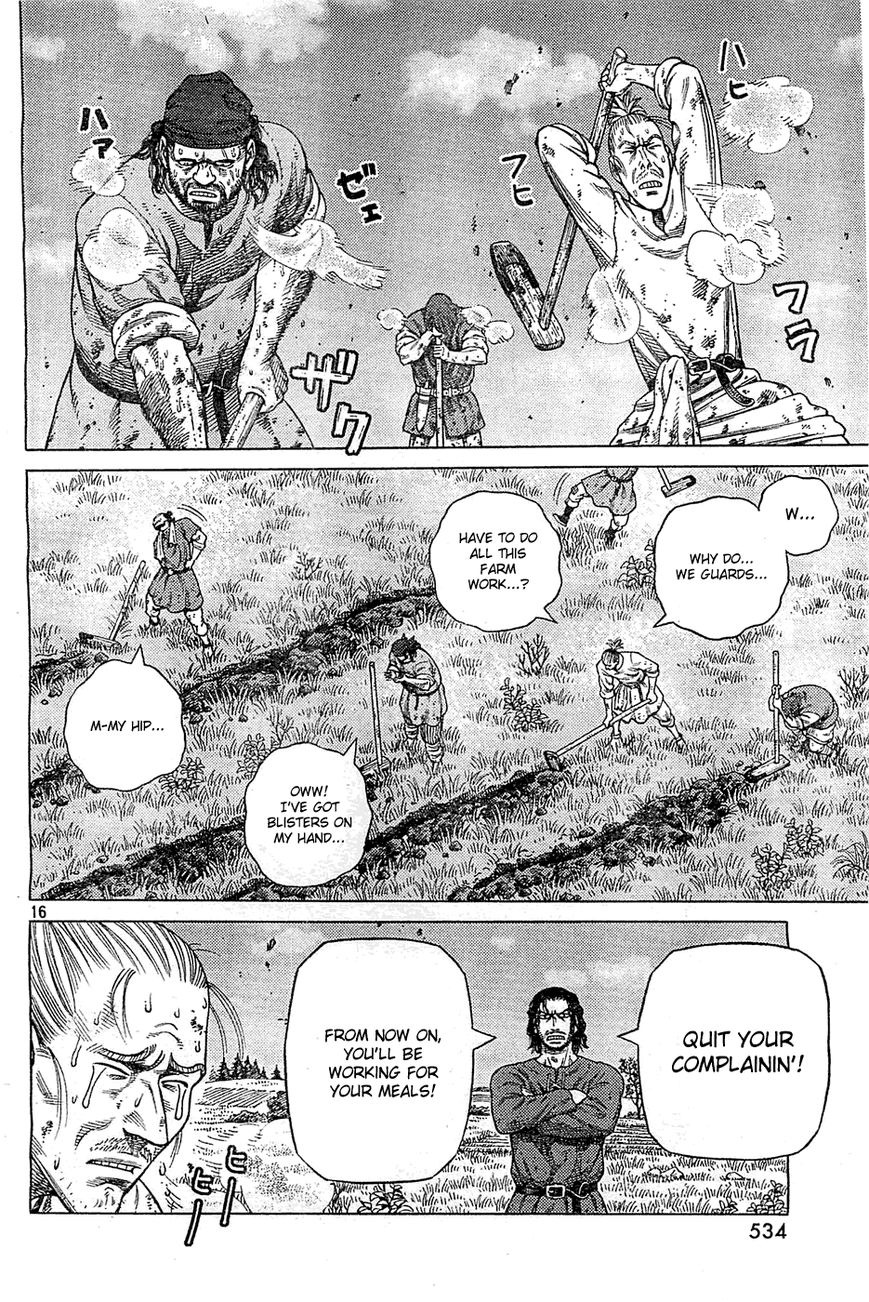 ハ
ヒ
フ
ヒ
フラ
ゼェ
ハァ
ザク
W...
WHY DO...
WE GUARDS...
HAVE TO DO
ALL THIS
FARM
WORK...?
OWW!
I'VE GOT
BLISTERS ON
MY HAND...
M-MY HIP...
16
QUIT YOUR
COMPLAININ'!
FROM NOW ON,
YOU'LL BE
WORKING FOR
YOUR MEALS!
ヒー
ヒー
534